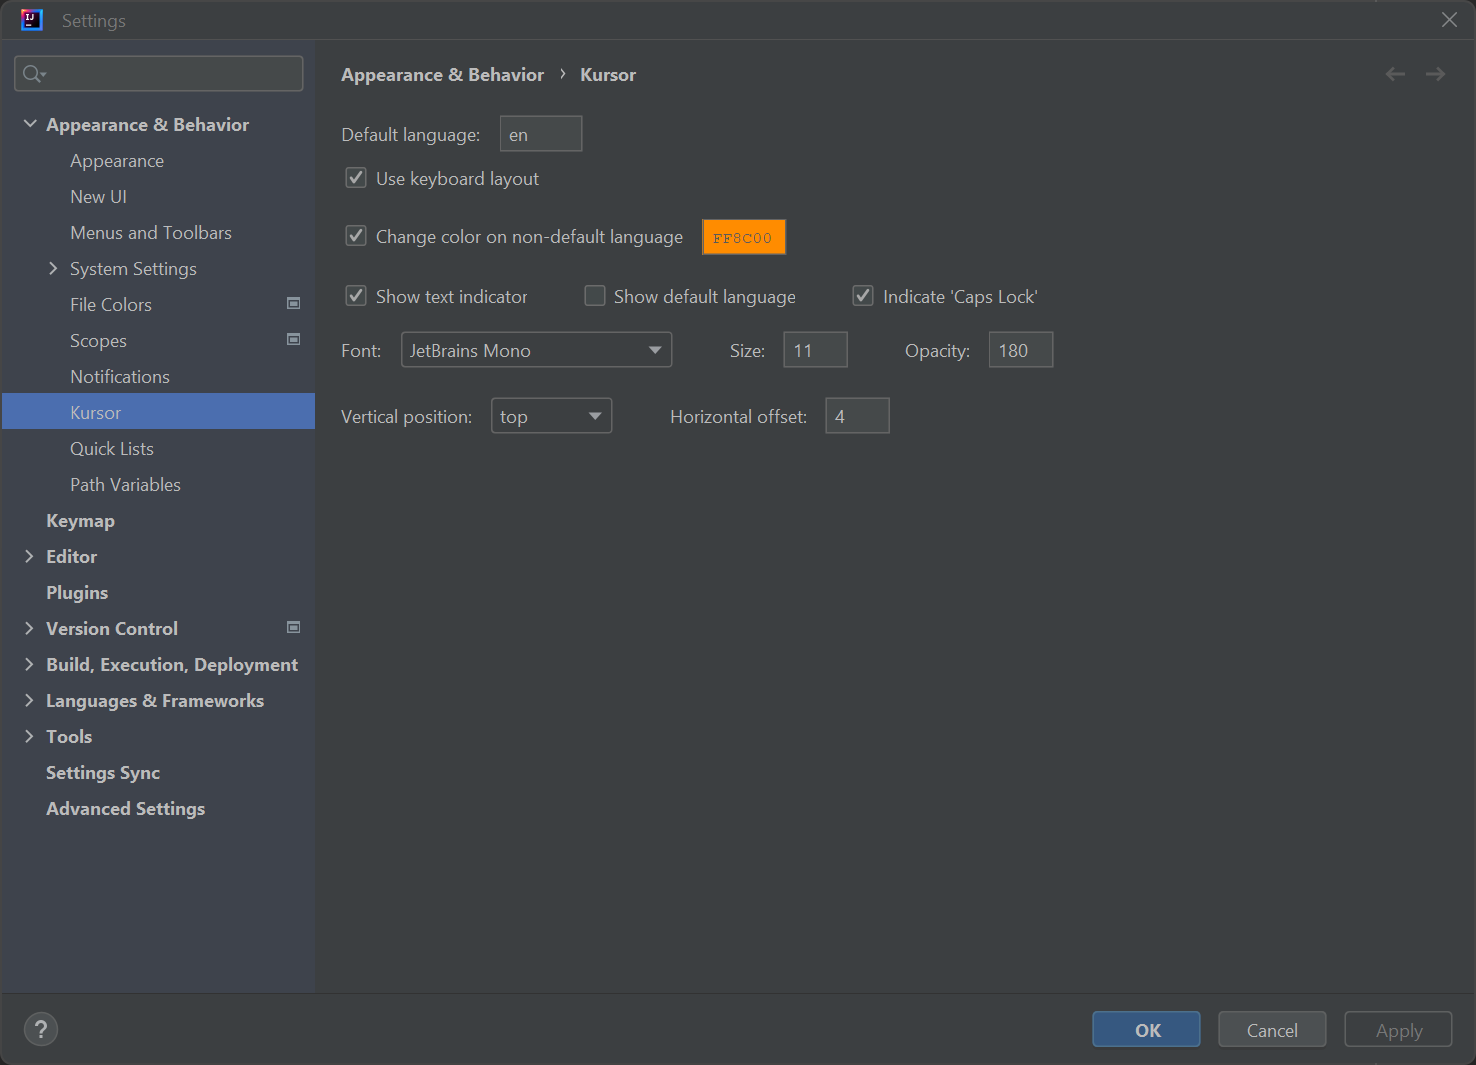 IJ
Settings
Appearance & Behavior
Appearance
New UI
Menus and Toolbars
System Settings
File Colors
Scopes
Notifications
Kursor
Quick Lists
Path Variables
Keymap
Editor
Plugins
Version Control
Build, Execution, Deployment
Languages & Frameworks
Tools
Settings Sync
Advanced Settings
Appearance & Behavior › Kursor
Default language: en
Use keyboard layout
Change color on non-default language FF8C00
Show text indicator Show default language Indicate 'Caps Lock'
Font: JetBrains Mono Size: 11 Opacity: 180
Vertical position: top Horizontal offset: 4
? OK Cancel Apply